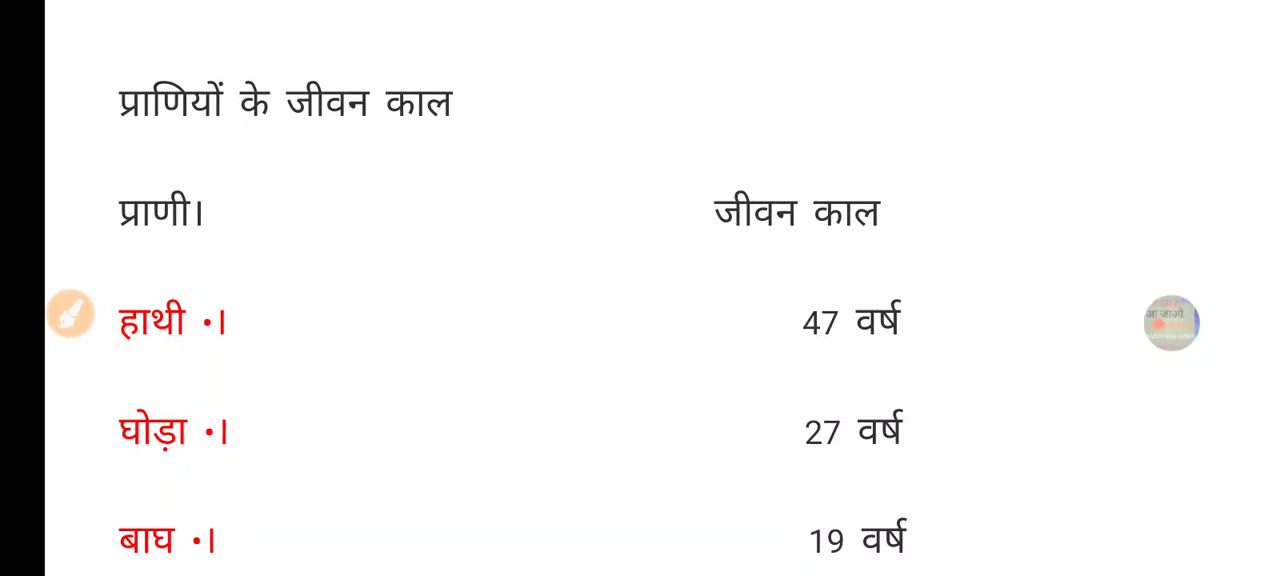 प्राणियों के जीवन काल
प्राणी। जीवन काल
हाथी •। 47 वर्ष
घोड़ा •। 27 वर्ष
बाघ •। 19 वर्ष
आ जाओ